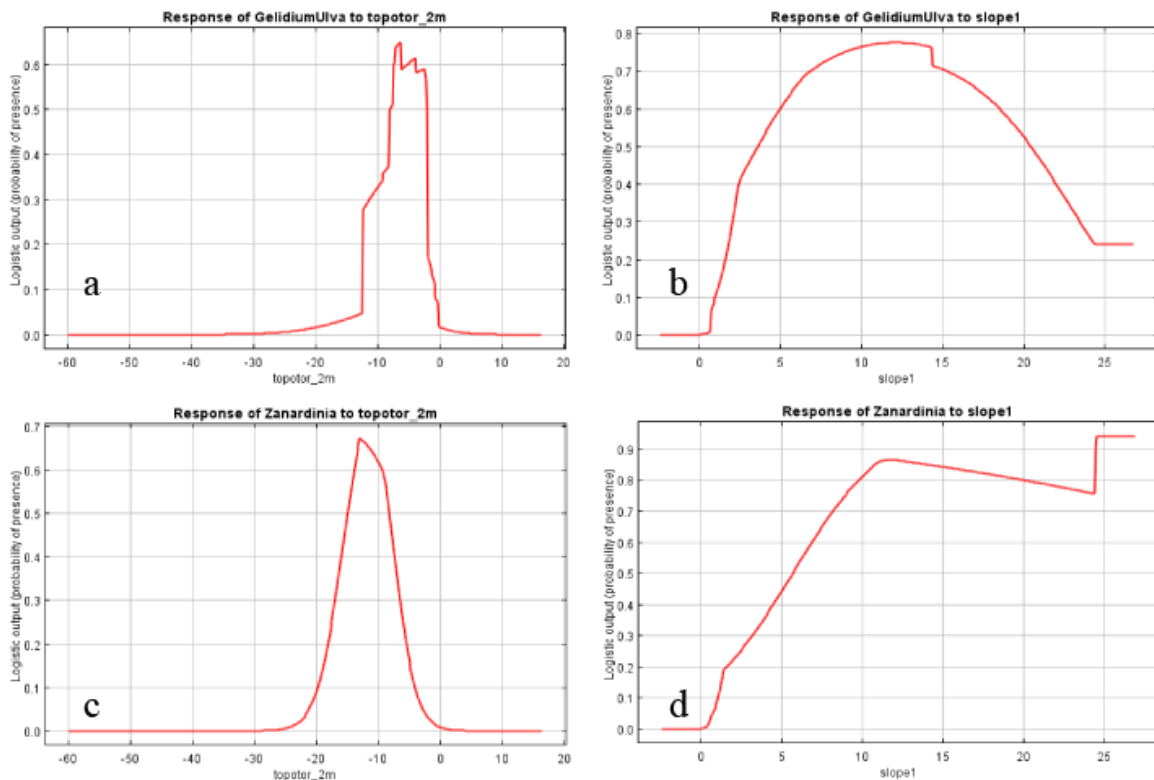 Response of GelidiumUlva to topotor_2m
Logistic output (probability of presence)
0.6
0.5
0.4
0.3
0.2
0.1
0.0
a
-60 -50 -40 -30 -20 -10 0 10 20
topotor_2m
Response of GelidiumUlva to slope1
Logistic output (probability of presence)
0.8
0.7
0.6
0.5
0.4
0.3
0.2
0.1
0.0
b
0 5 10 15 20 25
slope1
Response of Zanardinia to topotor_2m
Logistic output (probability of presence)
0.7
0.6
0.5
0.4
0.3
0.2
0.1
0.0
c
-60 -50 -40 -30 -20 -10 0 10 20
topotor_2m
Response of Zanardinia to slope1
Logistic output (probability of presence)
0.9
0.8
0.7
0.6
0.5
0.4
0.3
0.2
0.1
0.0
d
0 5 10 15 20 25
slope1